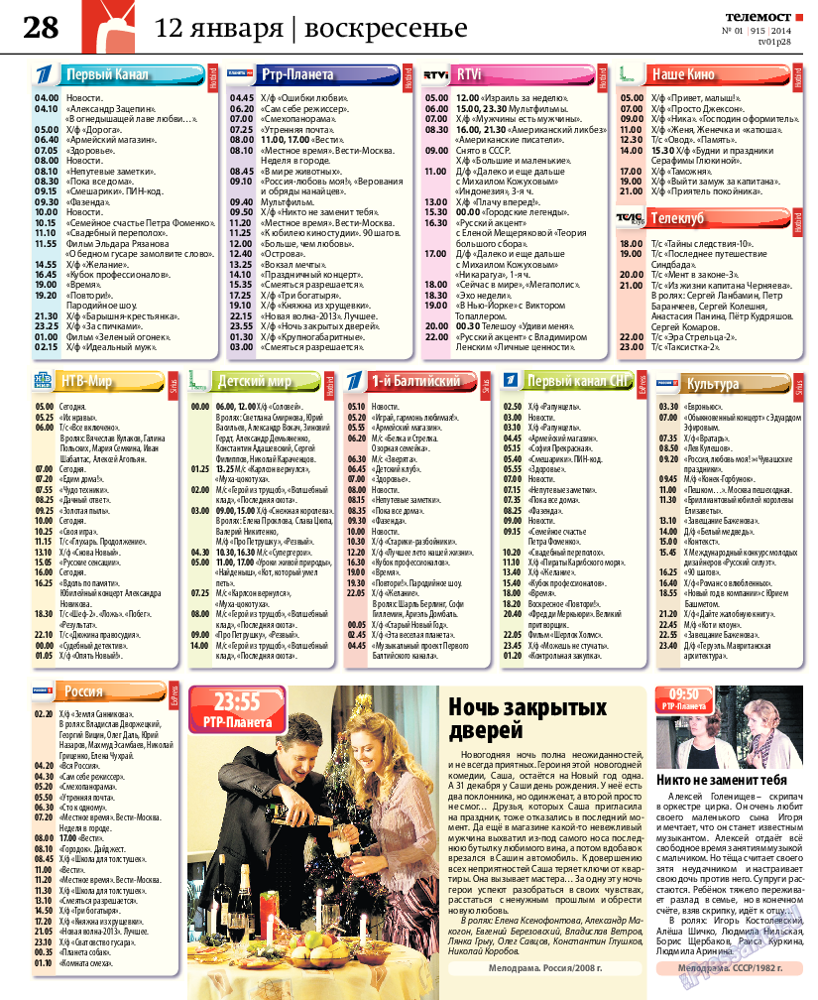 28
12 января | воскресенье
телемост
№ 01 | 915 | 2014
tv01p28
Первый Канал
Hotbird
04.00 Новости.
04.10 «Александр Зацепин».
«В огнедышащей лаве любви…».
05.00 Х/ф «Дорога».
06.40 «Армейский магазин».
07.05 «Здоровье».
08.00 Новости.
08.10 «Непутевые заметки».
08.30 «Пока все дома».
09.15 «Смешарики». ПИН-код.
09.30 «Фазенда».
10.00 Новости.
10.15 «Семейное счастье Петра Фоменко».
11.10 «Свадебный переполох».
11.55 Фильм Эльдара Рязанова
«О бедном гусаре замолвите слово».
14.55 Х/ф «Желание».
16.45 «Кубок профессионалов».
19.00 «Время».
19.20 «Повтори!».
Пародийное шоу.
21.30 Х/ф «Барышня-крестьянка».
23.25 Х/ф «За спичками».
01.00 Фильм «Зеленый огонек».
02.15 Х/ф «Идеальный муж».
Ртр-Планета
Hotbird
04.45 Х/ф «Ошибки любви».
06.20 «Сам себе режиссер».
07.00 «Смехопанорама».
07.25 «Утренняя почта».
08.00 11.00, 17.00 «Вести».
08.10 «Местное время». Вести-Москва.
Неделя в городе.
08.45 «В мире животных».
09.10 «Россия-любовь моя!», «Верования
и обряды нанайцев».
09.40 Мультфильм.
09.50 Х/ф «Никто не заменит тебя».
11.20 «Местное время». Вести-Москва.
11.25 «К юбилею киностудии». 90 шагов.
12.00 «Больше, чем любовь».
12.40 «Острова».
13.25 «Вокзал мечты».
14.10 «Праздничный концерт».
15.35 «Смеяться разрешается».
17.25 Х/ф «Три богатыря».
19.10 Х/ф «Княжна из хрущевки».
22.15 «Новая волна-2013». Лучшее.
23.55 Х/ф «Ночь закрытых дверей».
01.30 Х/ф «Крупногабаритные».
03.00 «Смеяться разрешается».
RTVi
Hotbird
05.00 12.00 «Израиль за неделю».
06.00 15.00, 23.30 Мультфильмы.
07.00 Х/ф «Мужчины есть мужчины».
08.30 16.00, 21.30 «Американский ликбез»
«Американские писатели».
09.00 Снято в СССР.
Х/ф «Большие и маленькие».
11.00 Д/ф «Далеко и еще дальше
с Михаилом Кожуховым»
«Индонезия», 3-я ч.
13.00 Х/ф «Плачу вперед!».
15.30 00.00 «Городские легенды».
16.30 «Русский акцент»
с Еленой Мещеряковой «Теория
большого сбора».
17.00 Д/ф «Далеко и еще дальше
с Михаилом Кожуховым»
«Никарагуа», 1-я ч.
18.00 «Сейчас в мире», «Мегаполис».
18.30 «Эхо недели».
19.00 «В Нью-Йорке» с Виктором
Топаллером.
20.00 00.30 Телешоу «Удиви меня».
22.00 «Русский акцент» с Владимиром
Ленским «Личные ценности».
Наше Кино
Hotbird
05.00 Х/ф «Привет, малыш!».
07.00 Х/ф «Просто Джексон».
09.00 Х/ф «Ника». «Господин оформитель».
11.00 Х/ф «Женя, Женечка и «катюша».
12.30 Т/с «Овод». «Память».
14.00 15.30 Х/ф «Будни и праздники
Серафимы Глюкиной».
17.00 Х/ф «Таможня».
19.00 Х/ф «Выйти замуж за капитана».
21.00 Х/ф «Приятель покойника».
Телеклуб
Hotbird
18.00 Т/с «Тайны следствия-10».
19.00 Т/с «Последнее путешествие
Синдбада».
20.00 Т/с «Мент в законе-3».
21.00 Т/с «Из жизни капитана Черняева».
В ролях: Сергей Ланбамин, Петр
Баранчеев, Сергей Колешня,
Анастасия Панина, Пётр Кудряшов.
Сергей Комаров.
22.00 Т/с «Эра Стрельца-2».
23.00 Т/с «Таксистка-2».
НТВ-Мир
Sirius
05.00 Сегодня.
05.25 «Их нравы».
06.00 Т/с «Все включено».
В ролях: Вячеслав Кулаков, Галина
Польских, Мария Семкина, Иван
Шабалтас, Алексей Агопьян.
07.00 Сегодня.
07.20 «Едим дома!».
07.55 «Чудо техники».
08.25 «Дачный ответ».
09.25 «Золотая пыль».
10.00 Сегодня.
10.25 «Своя игра».
11.15 Т/с «Глухарь. Продолжение».
13.10 Х/ф «Снова Новый».
15.05 «Русские сенсации».
16.00 Сегодня.
16.25 «Вдоль по памяти».
Юбилейный концерт Александра
Новикова.
18.30 Т/с «Шеф-2». «Ложь». «Побег».
«Результат».
22.10 Т/с «Дюжина правосудия».
00.00 «Судебный детектив».
01.05 Х/ф «Опять Новый!».
Детский мир
Hotbird
00.00 06.00, 12.00 Х/ф «Соловей».
В ролях: Светлана Смирнова, Юрий
Васильев, Александр Вокач, Зиновий
Гердт, Александр Демьяненко,
Константин Адашевский, Сергей
Филиппов, Николай Караченцов.
01.25 13.25 М/с «Карлсон вернулся»,
«Муха-цокотуха».
02.00 М/с «Герои из трущоб», «Волшебный
клад», «Последняя охота».
03.00 09.00, 15.00 Х/ф «Снежная королева».
В ролях: Елена Проклова, Слава Цюпа,
Валерий Никитенко,
М/ф «Про Петрушку», «Резвый».
04.30 10.30, 16.30 М/с «Супергерои».
05.00 11.00, 17.00 «Уроки живой природы»,
«Найденыш», «Кот, который умел
петь».
07.25 М/с «Карлсон вернулся»,
«Муха-цокотуха».
08.00 М/с «Герои из трущоб», «Волшебный
клад», «Последняя охота».
09.00 «Про Петрушку», «Резвый».
14.00 М/с «Герои из трущоб», «Волшебный
клад», «Последняя охота».
1-й Балтийский
Sirius
05.10 Новости.
05.20 «Играй, гармонь любимая!».
05.55 «Армейский магазин».
06.20 М/с «Белка и Стрелка.
Озорная семейка».
06.30 М/с «Зверята».
06.45 «Детский клуб».
07.00 «Здоровье».
08.00 Новости.
08.15 «Непутевые заметки».
08.35 «Пока все дома».
09.30 «Фазенда».
10.00 Новости.
10.30 Х/ф «Старики-разбойники».
12.20 Х/ф «Лучшее лето нашей жизни».
16.30 «Кубок профессионалов».
19.00 «Время».
19.30 «Повтори!». Пародийное шоу.
22.05 Х/ф «Желание».
В ролях: Шарль Берлинг, Софи
Гиллемин, Ариэль Домбаль.
00.05 Х/ф «Старый Новый Год».
02.45 Х/ф «Эта веселая планета».
04.45 «Музыкальный проект Первого
Балтийского канала».
Первый канал СНГ
ExPress
02.50 Х/ф «Рапунцель».
03.00 Новости.
03.10 Х/ф «Рапунцель».
04.45 «Армейский магазин».
05.15 «София Прекрасная».
05.40 «Смешарики». ПИН-код.
05.55 «Здоровье».
07.00 Новости.
07.15 «Непутевые заметки».
07.35 «Пока все дома».
08.25 «Фазенда».
09.00 Новости.
09.15 «Семейное счастье
Петра Фоменко».
10.20 «Свадебный переполох».
11.10 Х/ф «Пираты Карибского моря».
13.40 Х/ф «Желание».
15.40 «Кубок профессионалов».
18.00 «Время».
18.20 Воскресное «Повтори!».
20.40 «Фредди Меркьюри. Великий
притворщик.
22.05 Фильм «Шерлок Холмс».
23.45 Х/ф «Можешь не стучать».
01.20 «Контрольная закупка».
Культура
Sirius
03.30 «Евроньюс».
07.00 «Обыкновенный концерт» с Эдуардом
Эфировым.
07.35 Х/ф «Вратарь».
08.50 «Лев Кулешов».
09.20 «Россия, любовь моя!»«Чувашские
праздники».
09.45 М/ф «Конек-Горбунок».
11.00 «Пешком…». Москва пешеходная.
11.30 «Бриллиантовый юбилей королевы
Елизаветы».
13.10 «Завещание Баженова».
14.00 Д/ф «Белый медведь».
15.00 «Контекст».
15.45 X Международный конкурс молодых
дизайнеров «Русский силуэт».
16.25 «90 шагов».
16.40 Х/ф «Романс о влюбленных».
18.55 «Новый год в компании» с Юрием
Башметом.
21.20 Х/ф «Дайте жалобную книгу».
22.45 М/ф «Кот и клоун».
22.55 «Завещание Баженова».
23.40 Д/ф «Теруэль. Мавританская
архитектура».
Россия
ExPress
02.20 Х/ф «Земля Санникова».
В ролях: Владислав Дворжецкий,
Георгий Вицин, Олег Даль, Юрий
Назаров, Махмуд Эсамбаев, Николай
Гриценко, Елена Чухрай.
04.20 «Вся Россия».
04.30 «Сам себе режиссер».
05.20 «Смехопанорама».
05.50 «Утренняя почта».
06.30 «Сто к одному».
07.20 «Местное время». Вести-Москва.
Неделя в городе.
08.00 17.00 «Вести».
08.10 «Городок». Дайджест.
08.45 Х/ф «Школа для толстушек».
11.00 «Вести».
11.20 «Местное время». Вести-Москва.
11.30 Х/ф «Школа для толстушек».
13.10 «Смеяться разрешается».
14.50 Х/ф «Три богатыря».
17.20 Х/ф «Княжна из хрущевки».
21.05 «Новая волна-2013». Лучшее.
23.10 Х/ф «Сватовство гусара».
00.35 «Планета собак».
01.10 «Комната смеха».
23:55
РТР-Планета
Ночь закрытых
дверей
Новогодняя ночь полна неожиданностей,
и не всегда приятных. Героиня этой новогодней
комедии, Саша, остаётся на Новый год одна.
А 31 декабря у Саши день рождения. У неё есть
два поклонника, но один женат, а второй просто
не смог… Друзья, которых Саша пригласила
на праздник, тоже отказались в последний мо-
мент. Да ещё в магазине какой-то невежливый
мужчина выхватил из-под самого носа послед-
нюю бутылку любимого вина, а потом вдобавок
врезался в Сашин автомобиль. К довершению
всех неприятностей Саша теряет ключи от квар-
тиры. Она вызывает мастера… За одну эту ночь
герои успеют разобраться в своих чувствах,
расстаться с ненужным прошлым и обрести
новую любовь.
В ролях: Елена Ксенофонтова, Александр Ма-
когон, Евгений Березовский, Владислав Ветров,
Лянка Грыу, Олег Савцов, Константин Глушков,
Николай Коробов.
Мелодрама. Россия/2008 г.
09:50
РТР-Планета
Никто не заменит тебя
Алексей Голенищев– скрипач
в оркестре цирка. Он очень любит
своего маленького сына Игоря
и мечтает, что он станет известным
музыкантом. Алексей отдаёт всё
свободное время занятиям музыкой
с мальчиком. Но тёща считает своего
зятя неудачником и настраивает
свою дочь против него. Супруги рас-
стаются. Ребёнок тяжело пережива-
ет разлад в семье, но в конечном
счёте, взяв скрипку, идёт к отцу…
В ролях: Игорь Костолевский,
Алёша Шичко, Людмила Нильская,
Борис Щербаков, Раиса Куркина,
Людмила Аринина.
Мелодрама. СССР/1982 г.